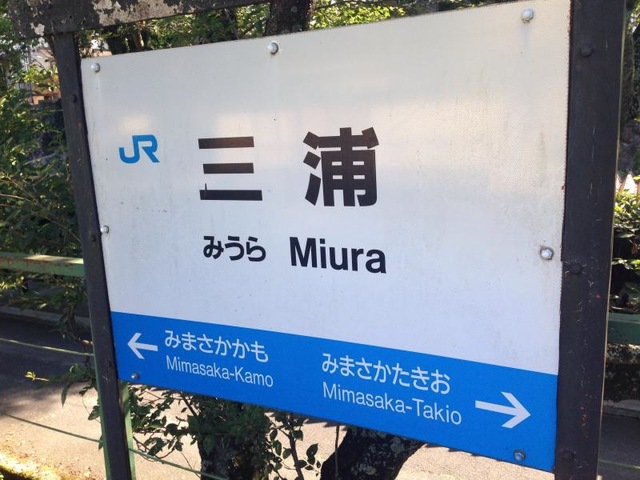 JR 三浦
みうら Miura
← みまさかかも
Mimasaka-Kamo
みまさかたきお →
Mimasaka-Takio